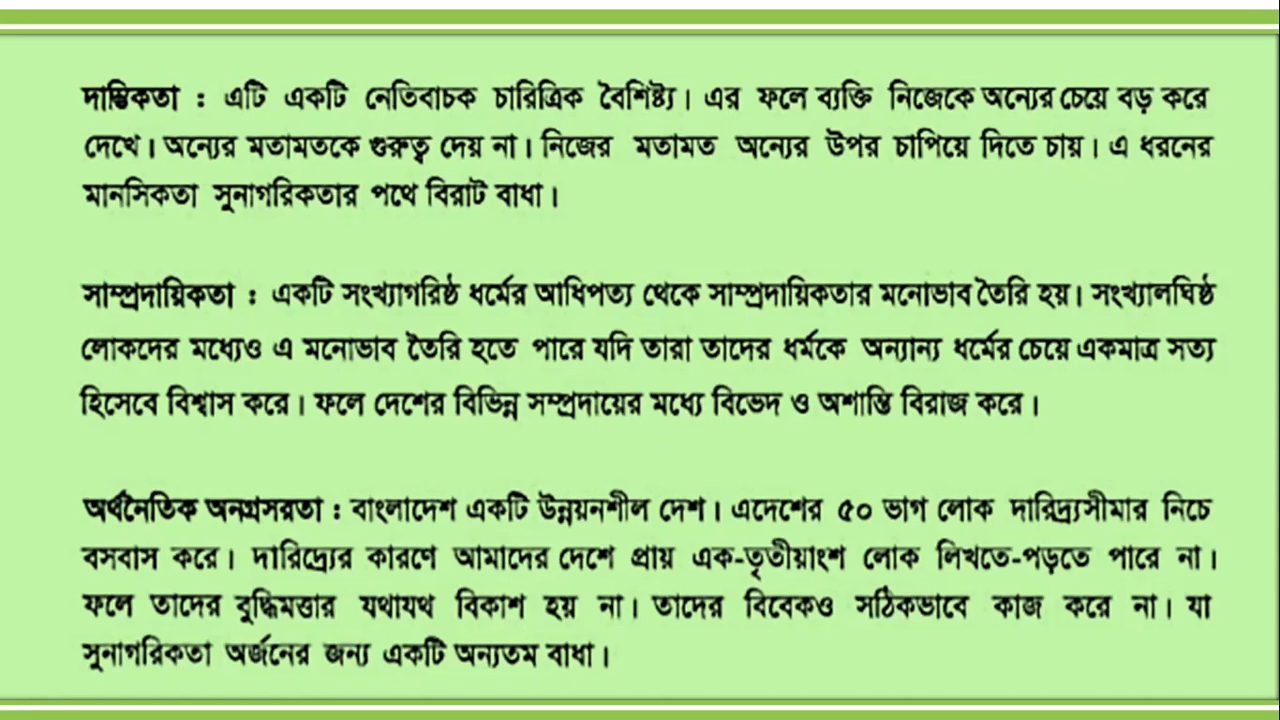 দাম্ভিকতা : এটি একটি নেতিবাচক চারিত্রিক বৈশিষ্ট্য। এর ফলে ব্যক্তি নিজেকে অন্যের চেয়ে বড় করে
দেখে। অন্যের মতামতকে গুরুত্ব দেয় না। নিজের মতামত অন্যের উপর চাপিয়ে দিতে চায়। এ ধরনের
মানসিকতা সুনাগরিকতার পথে বিরাট বাধা।
সাম্প্রদায়িকতা : একটি সংখ্যাগরিষ্ঠ ধর্মের আধিপত্য থেকে সাম্প্রদায়িকতার মনোভাব তৈরি হয়। সংখ্যালঘিষ্ঠ
লোকদের মধ্যেও এ মনোভাব তৈরি হতে পারে যদি তারা তাদের ধর্মকে অন্যান্য ধর্মের চেয়ে একমাত্র সত্য
হিসেবে বিশ্বাস করে। ফলে দেশের বিভিন্ন সম্প্রদায়ের মধ্যে বিভেদ ও অশান্তি বিরাজ করে।
অর্থনৈতিক অনগ্রসরতা : বাংলাদেশ একটি উন্নয়নশীল দেশ। এদেশের ৫০ ভাগ লোক দারিদ্র্যসীমার নিচে
বসবাস করে। দারিদ্র্যের কারণে আমাদের দেশে প্রায় এক-তৃতীয়াংশ লোক লিখতে-পড়তে পারে না।
ফলে তাদের বুদ্ধিমত্তার যথাযথ বিকাশ হয় না। তাদের বিবেকও সঠিকভাবে কাজ করে না। যা
সুনাগরিকতা অর্জনের জন্য একটি অন্যতম বাধা।